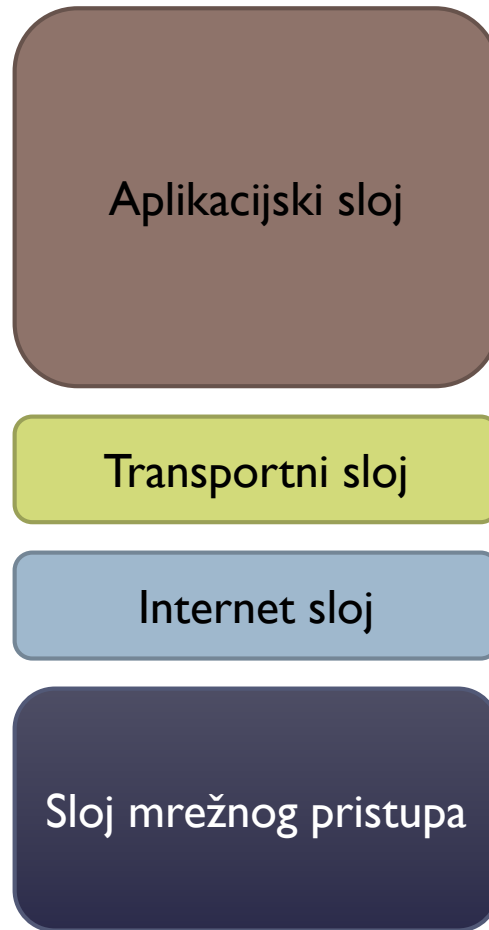 Aplikacijski sloj
Transportni sloj
Internet sloj
Sloj mrežnog pristupa